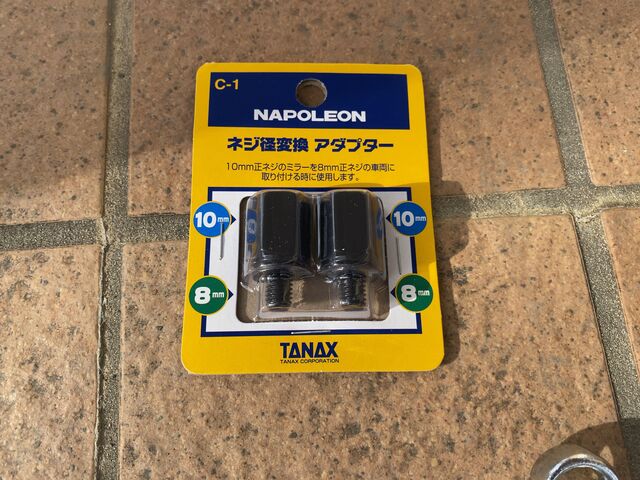 C-1
NAPOLEON
ネジ径変換 アダプター
10mm正ネジのミラーを8mm正ネジの車両に
取り付ける時に使用します。
10mm 10mm
8mm 8mm
TANAX
TANAX CORPORATION